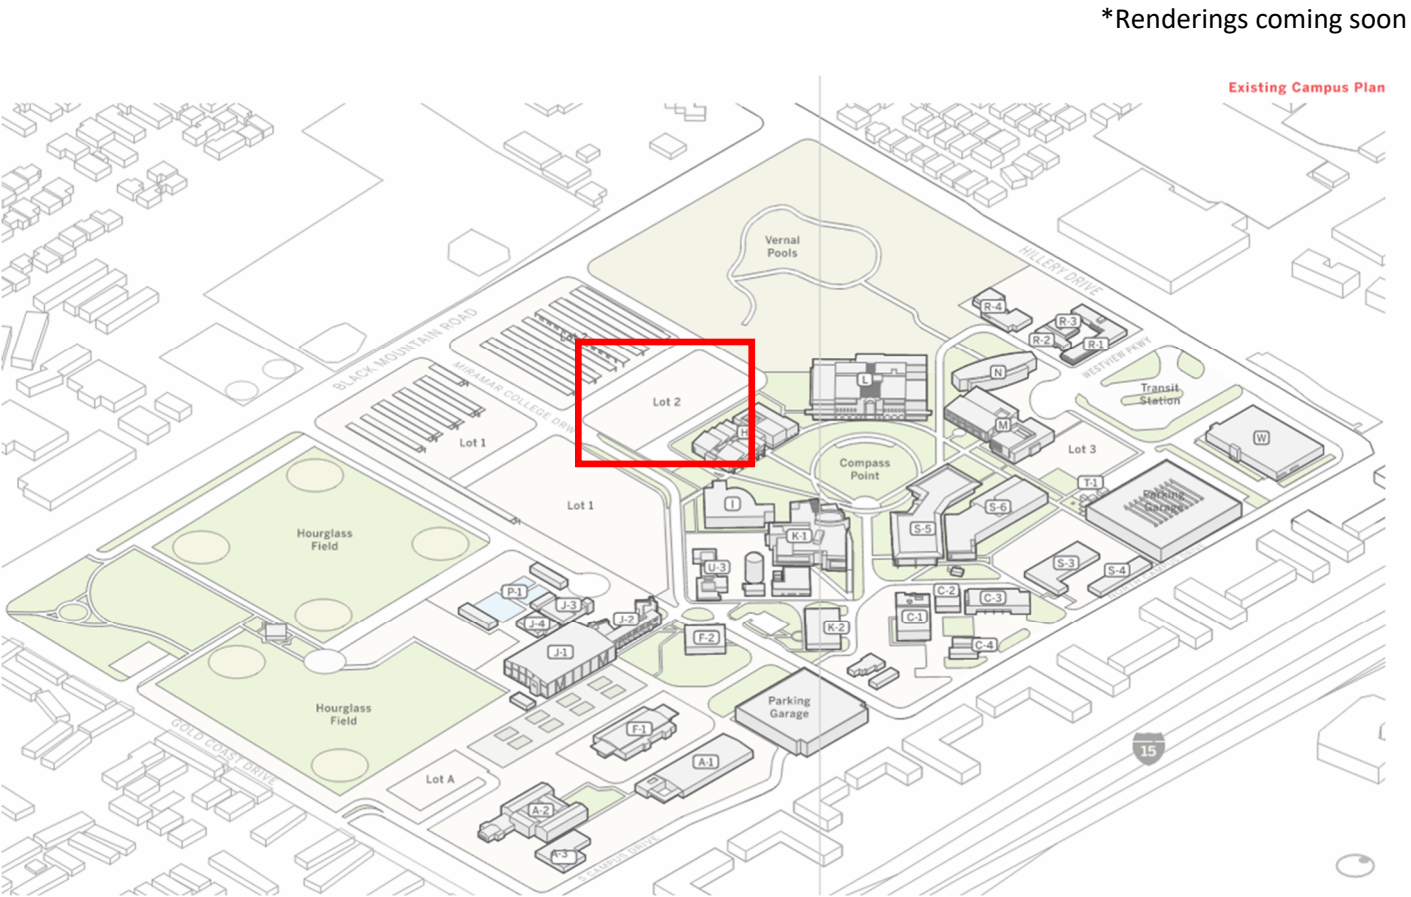 *Renderings coming soon
Existing Campus Plan
Vernal
Pools
HILLERY DRIVE
R-4
R-3
R-2
R-1
WESTVIEW PKWY
BLACK MOUNTAIN ROAD
MIRAMAR COLLEGE DRWY
L
N
Transit
Station
Lot 2
M
H
W
Lot 1
Lot 3
Compass
Point
T-1
Parking
Garage
Lot 1
I
S-6
S-5
K-1
Hourglass
Field
U-3
S-3
S-4
P-1
J-3
J-4
J-2
C-2
C-3
C-1
K-2
F-2
C-4
J-1
Parking
Garage
Hourglass
Field
F-1
GOLD COAST DRIVE
15
A-1
Lot A
A-2
A-3
S CAMPUS DRIVE